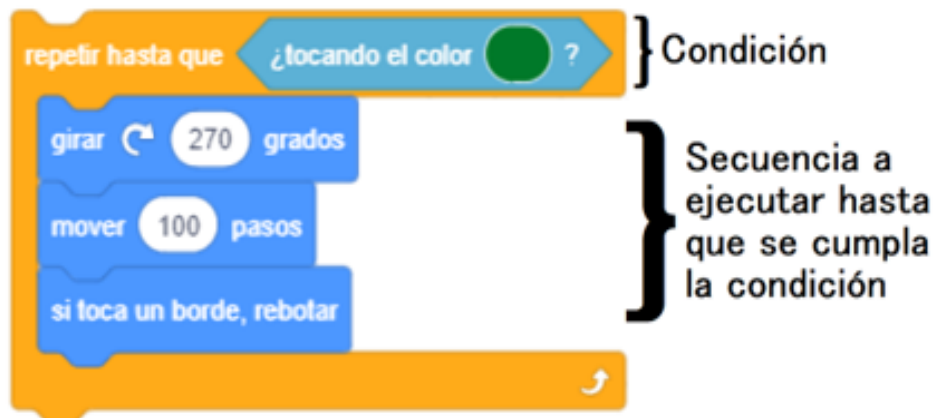 repetir hasta que ¿tocando el color ?
Condición
girar 270 grados
mover 100 pasos
si toca un borde, rebotar
Secuencia a
ejecutar hasta
que se cumpla
la condición